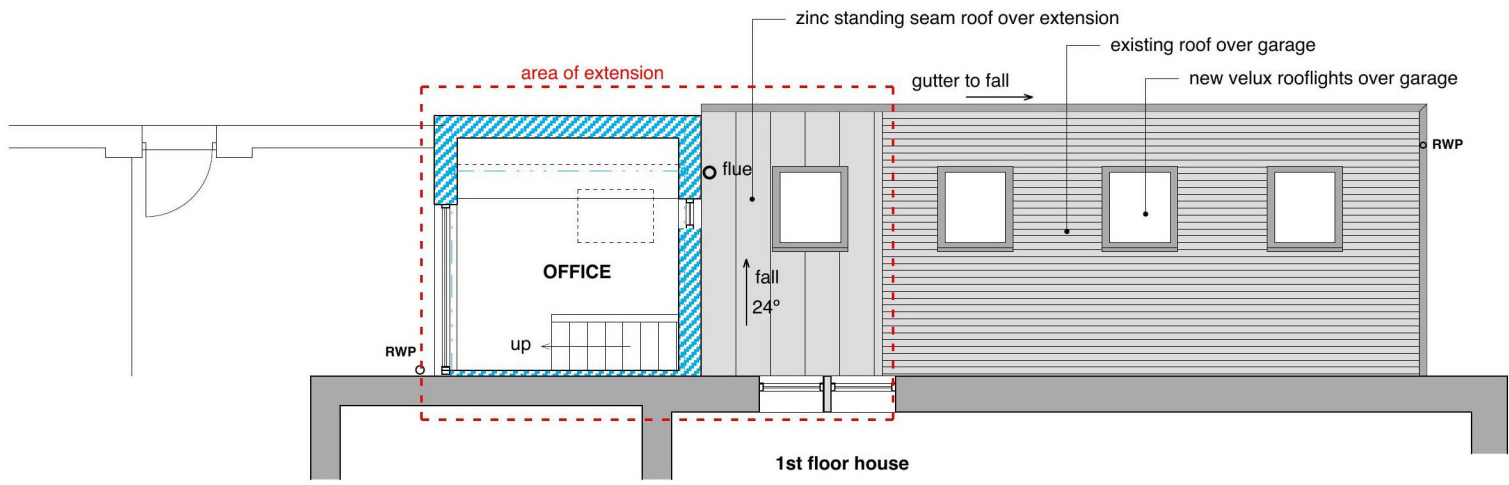 zinc standing seam roof over extension
existing roof over garage
area of extension
gutter to fall
new velux rooflights over garage
RWP
flue
OFFICE
fall
24º
up
RWP
1st floor house